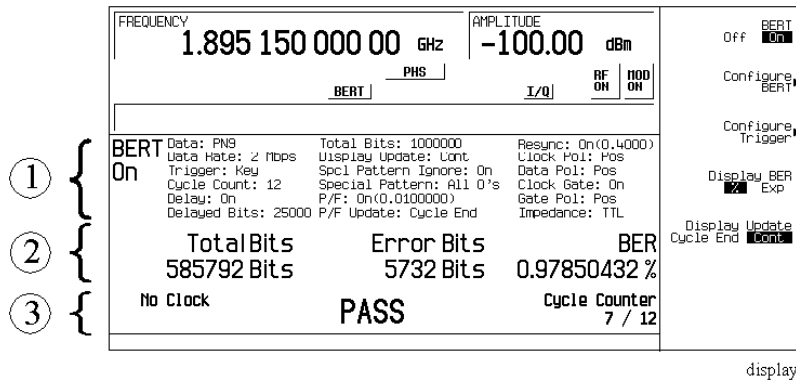 FREQUENCY
1.895 150 000 00 GHz
AMPLITUDE
-100.00 dBm
BERT
PHS
I/Q
RF ON
MOD ON
1
BERT On
Data: PN9
Data Rate: 2 Mbps
Trigger: Key
Cycle Count: 12
Delay: On
Delayed Bits: 25000
Total Bits: 1000000
Display Update: Cont
Spcl Pattern Ignore: On
Special Pattern: All 0's
P/F: On(0.0100000)
P/F Update: Cycle End
Resync: On(0.4000)
Clock Pol: Pos
Data Pol: Pos
Clock Gate: On
Gate Pol: Pos
Impedance: TTL
2
Total Bits Error Bits BER
585792 Bits 5732 Bits 0.97850432 %
3
No Clock
PASS
Cycle Counter
7 / 12
BERT
Off On
Configure
BERT
Configure
Trigger
Display BER
% Exp
Display Update
Cycle End Cont
display